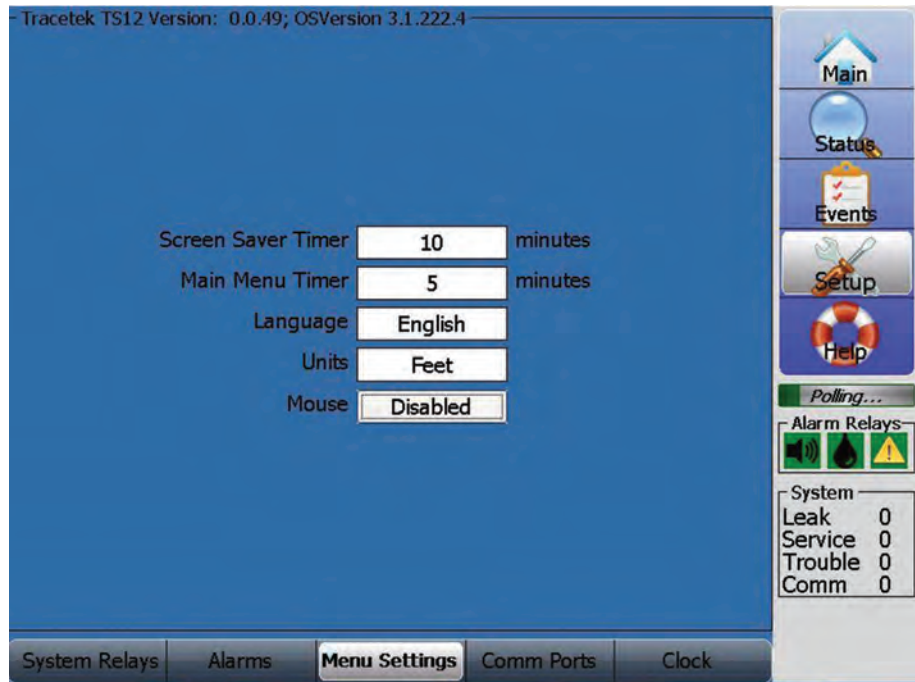 Tracetek TS12 Version: 0.0.49; OSVersion 3.1.222.4
Screen Saver Timer 10 minutes
Main Menu Timer 5 minutes
Language English
Units Feet
Mouse Disabled
Main
Status
Events
Setup
Help
Polling...
Alarm Relays
System
Leak 0
Service 0
Trouble 0
Comm 0
System Relays Alarms Menu Settings Comm Ports Clock